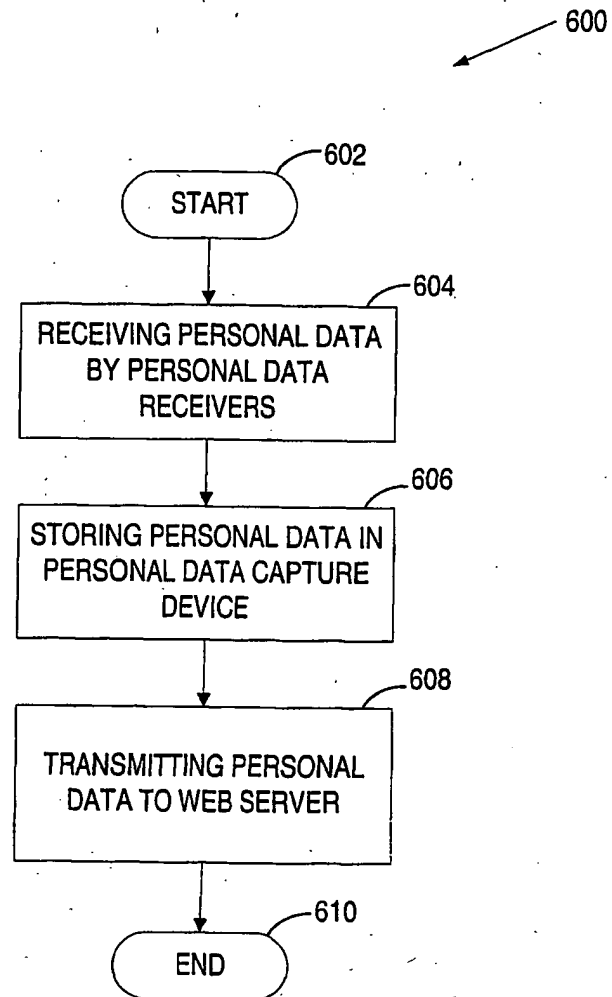 600
602
START
604
RECEIVING PERSONAL DATA
BY PERSONAL DATA
RECEIVERS
606
STORING PERSONAL DATA IN
PERSONAL DATA CAPTURE
DEVICE
608
TRANSMITTING PERSONAL
DATA TO WEB SERVER
610
END